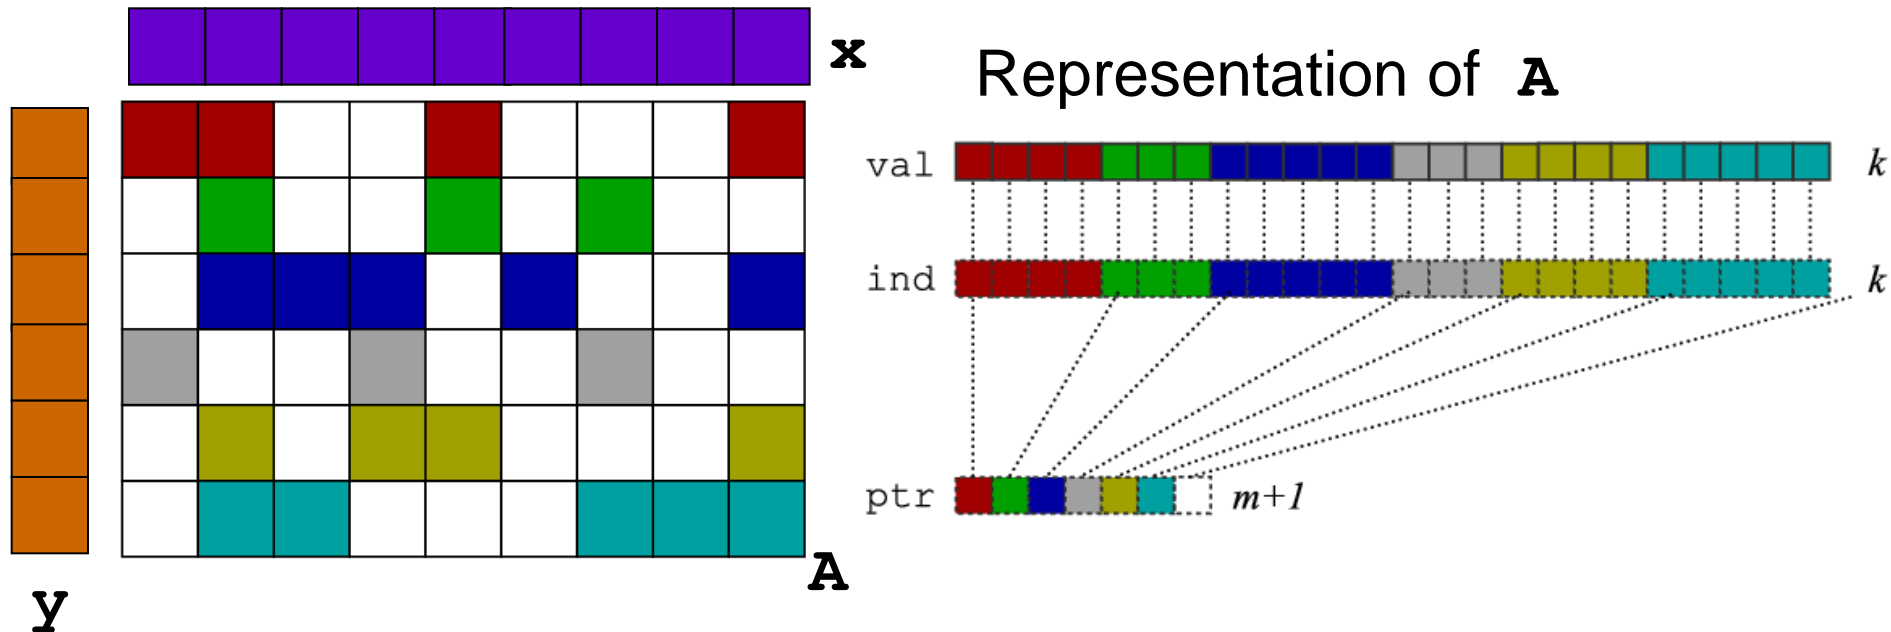 x
Representation of A
val k
ind k
ptr m+1
A
y